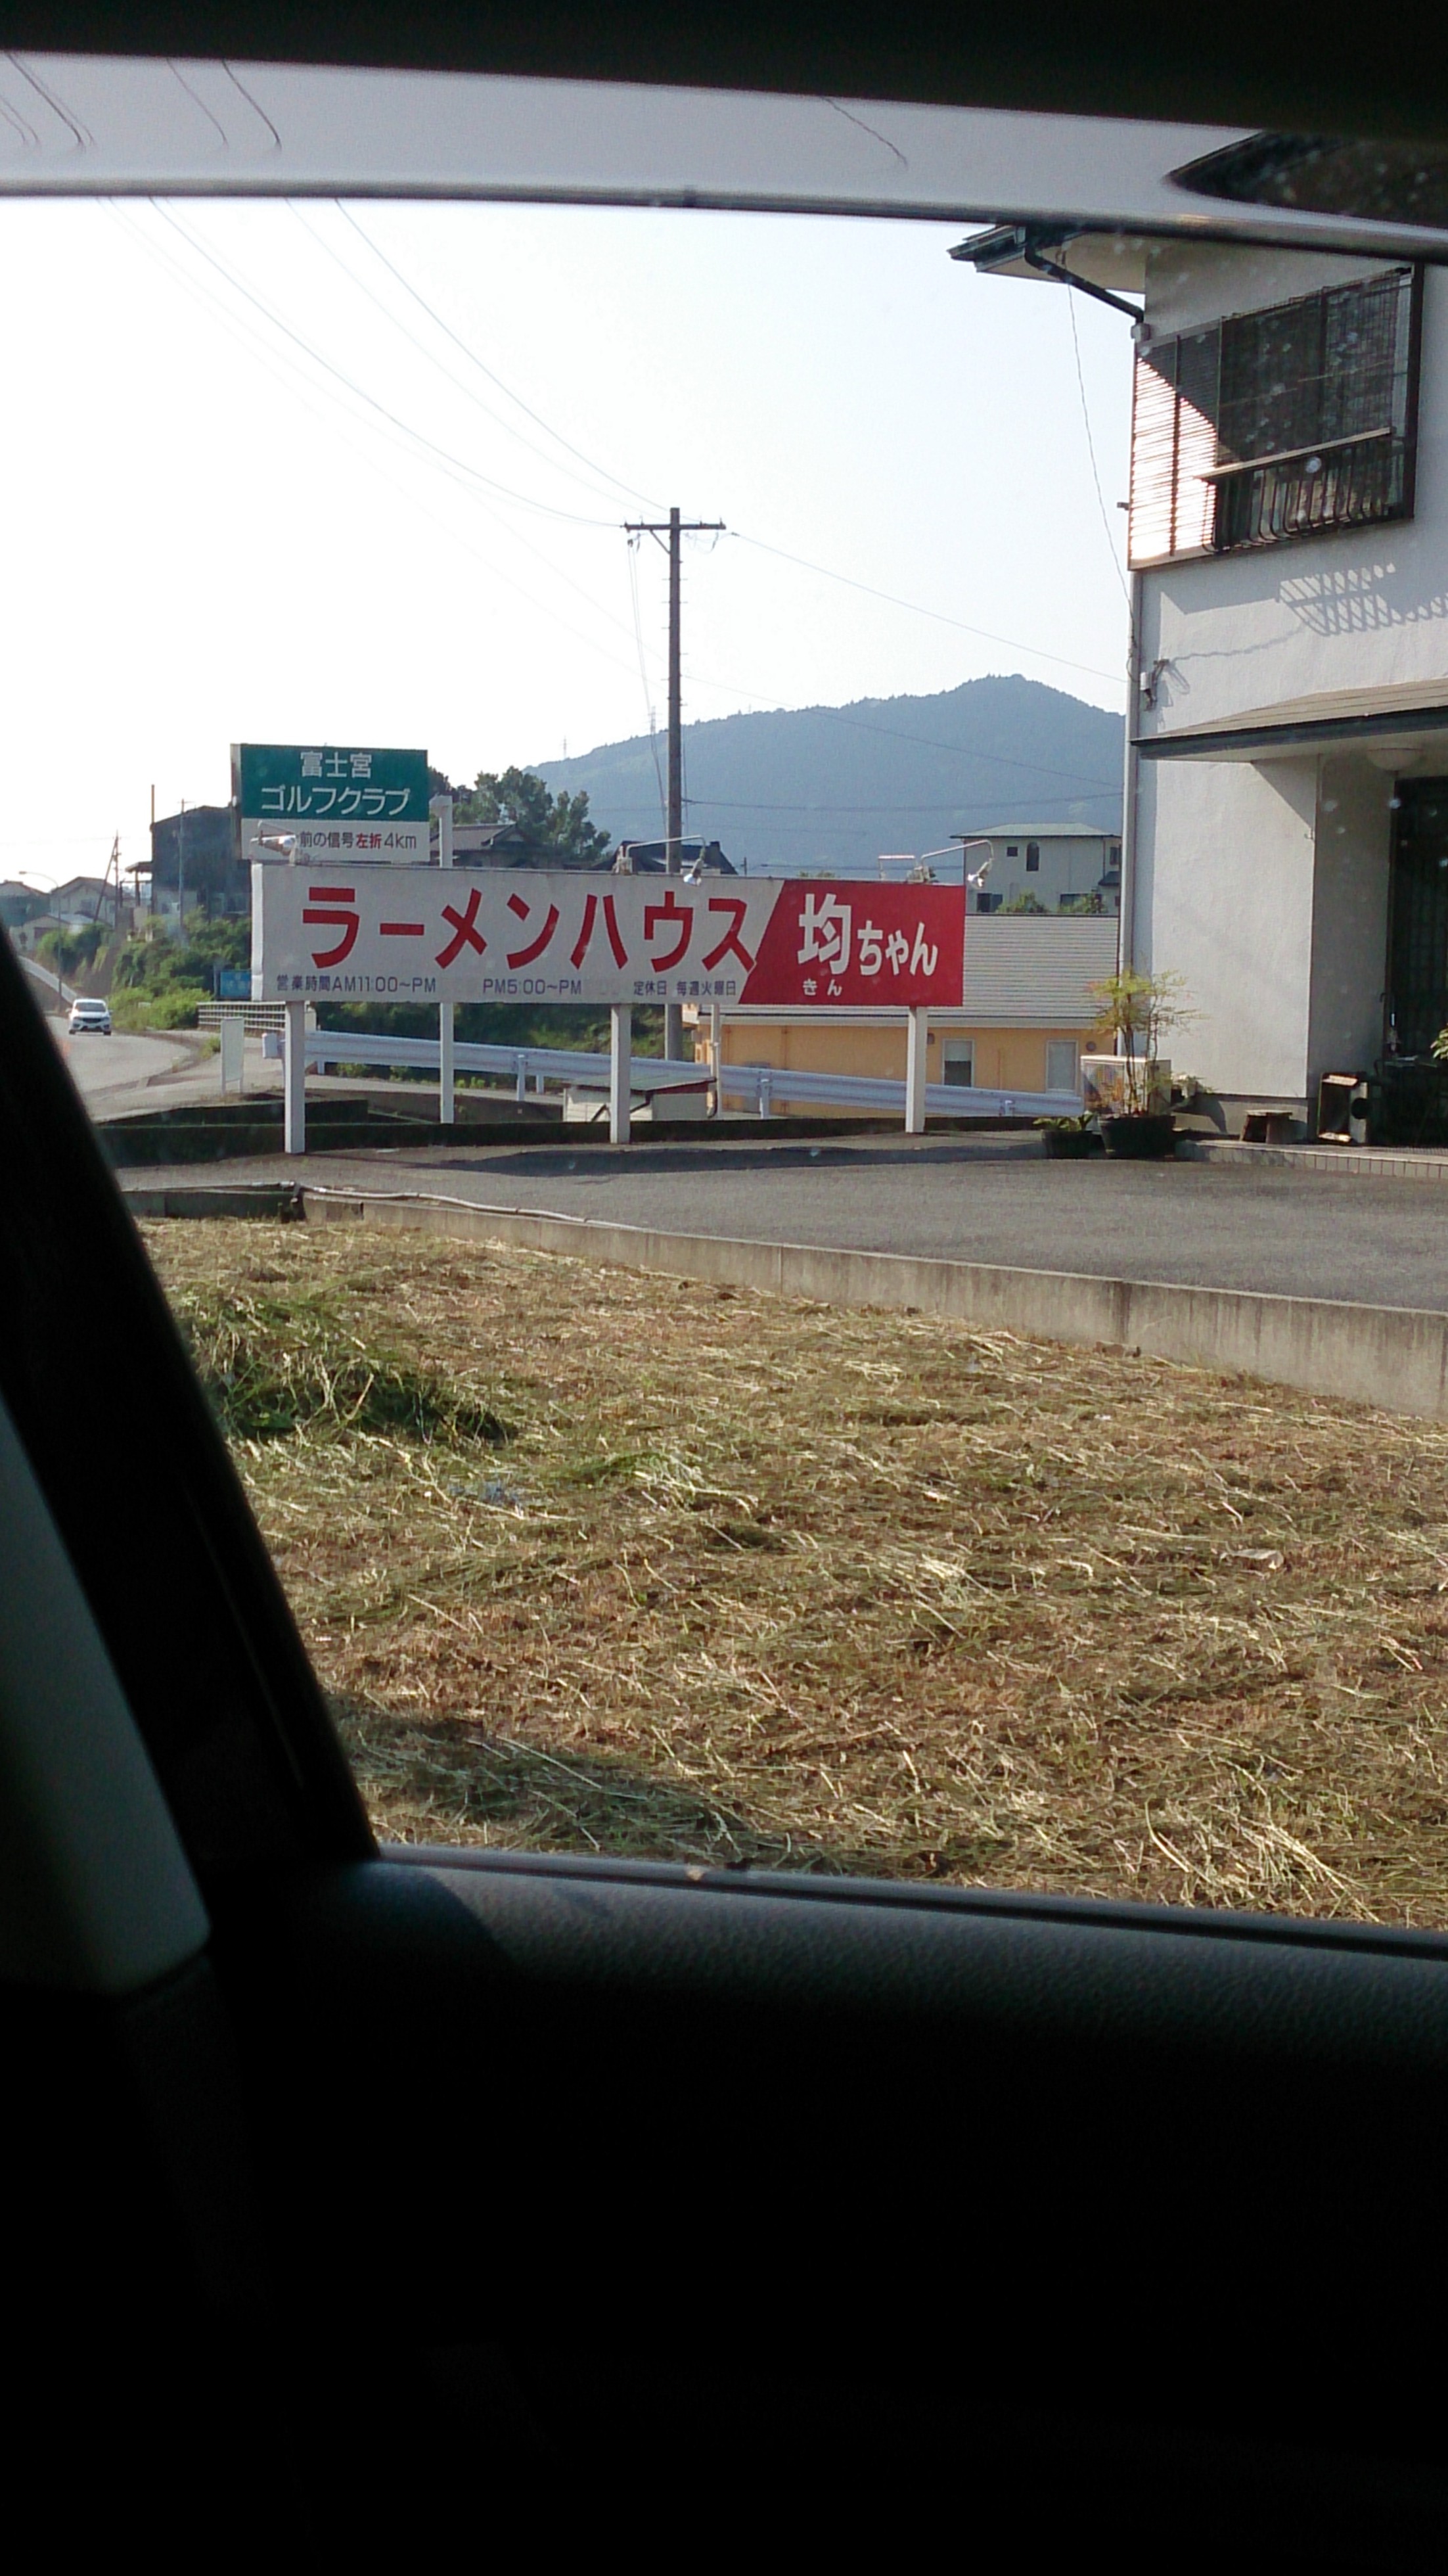 富士宮
ゴルフクラブ
前の信号左折4km
ラーメンハウス 均ちゃん
きん
営業時間AM11:00～PM PM5:00～PM 定休日 毎週火曜日